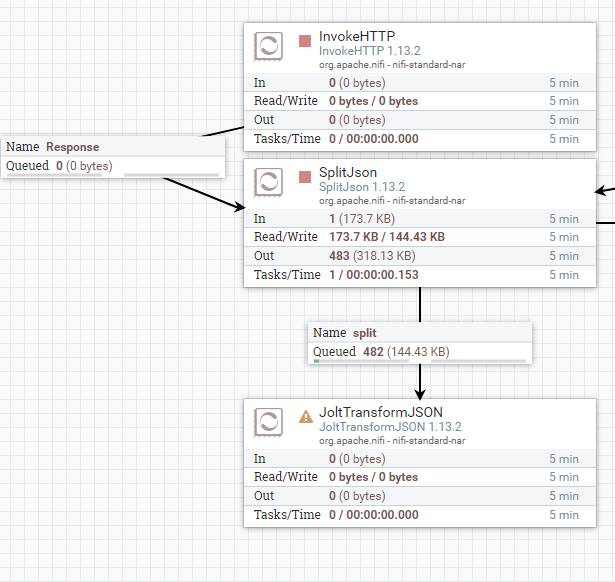 InvokeHTTP
InvokeHTTP 1.13.2
org.apache.nifi - nifi-standard-nar
In 0 (0 bytes) 5 min
Read/Write 0 bytes / 0 bytes 5 min
Out 0 (0 bytes) 5 min
Tasks/Time 0 / 00:00:00.000 5 min
Name Response
Queued 0 (0 bytes)
SplitJson
SplitJson 1.13.2
org.apache.nifi - nifi-standard-nar
In 1 (173.7 KB) 5 min
Read/Write 173.7 KB / 144.43 KB 5 min
Out 483 (318.13 KB) 5 min
Tasks/Time 1 / 00:00:00.153 5 min
Name split
Queued 482 (144.43 KB)
JoltTransformJSON
JoltTransformJSON 1.13.2
org.apache.nifi - nifi-standard-nar
In 0 (0 bytes) 5 min
Read/Write 0 bytes / 0 bytes 5 min
Out 0 (0 bytes) 5 min
Tasks/Time 0 / 00:00:00.000 5 min